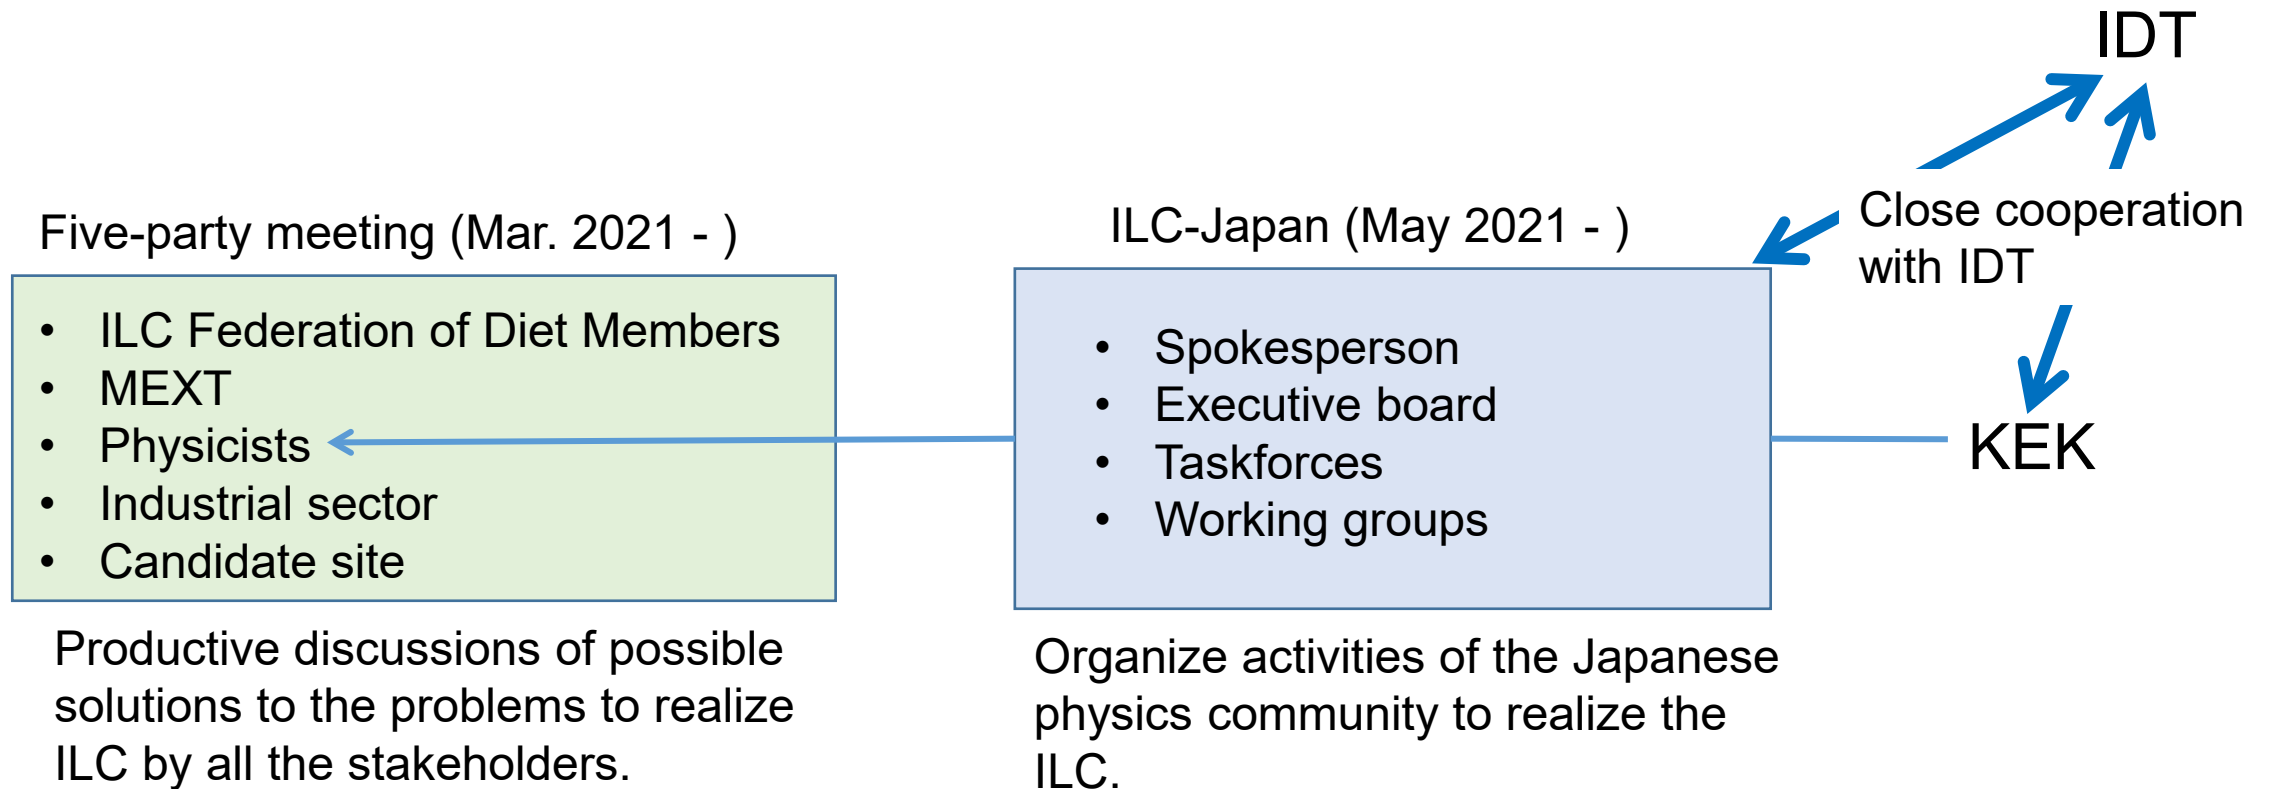 IDT
Five-party meeting (Mar. 2021 - )
• ILC Federation of Diet Members
• MEXT
• Physicists
• Industrial sector
• Candidate site
Productive discussions of possible
solutions to the problems to realize
ILC by all the stakeholders.
ILC-Japan (May 2021 - )
• Spokesperson
• Executive board
• Taskforces
• Working groups
Organize activities of the Japanese
physics community to realize the
ILC.
Close cooperation
with IDT
KEK